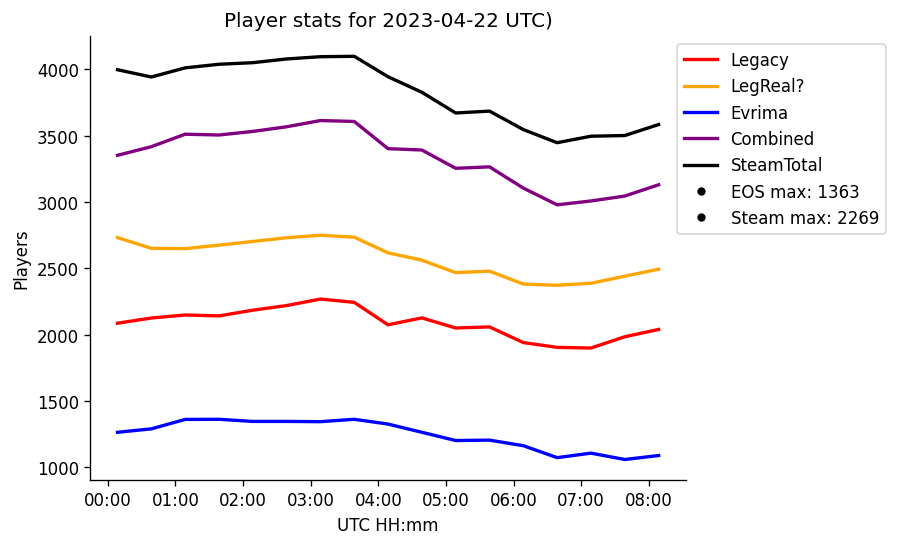 Player stats for 2023-04-22 UTC)
Legacy
LegReal?
Evrima
Combined
SteamTotal
EOS max: 1363
Steam max: 2269
Players
4000
3500
3000
2500
2000
1500
1000
00:00 01:00 02:00 03:00 04:00 05:00 06:00 07:00 08:00
UTC HH:mm